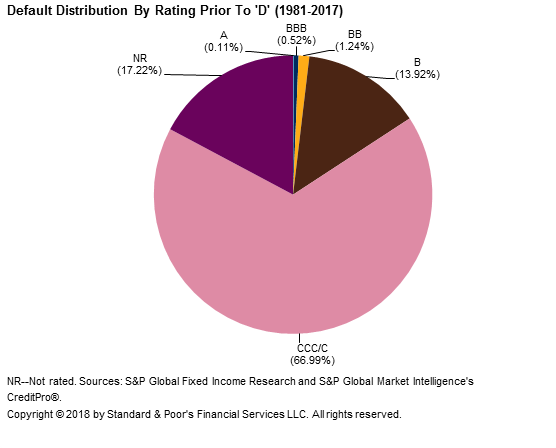 Default Distribution By Rating Prior To 'D' (1981-2017)
A
(0.11%)
BBB
(0.52%)
BB
(1.24%)
B
(13.92%)
NR
(17.22%)
CCC/C
(66.99%)
NR--Not rated. Sources: S&P Global Fixed Income Research and S&P Global Market Intelligence's
CreditPro®.
Copyright © 2018 by Standard & Poor's Financial Services LLC. All rights reserved.